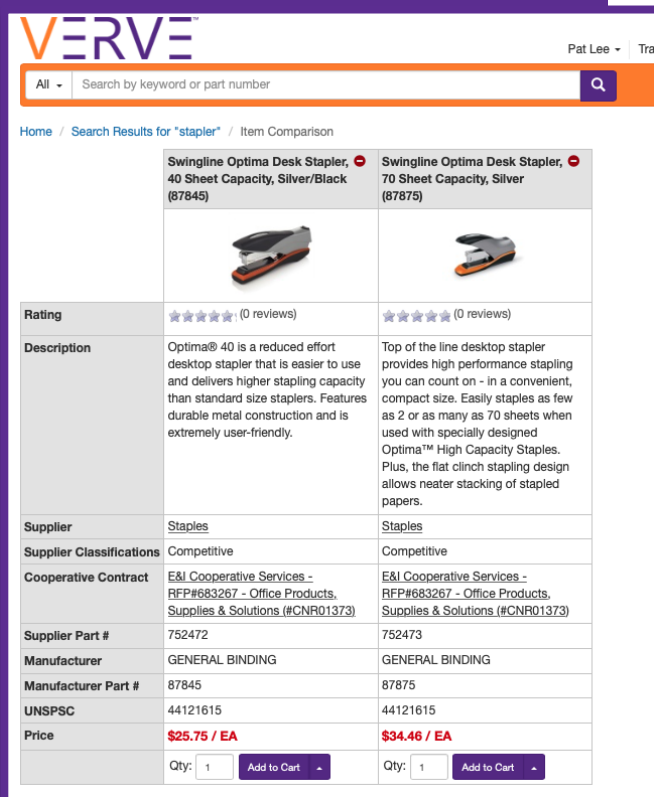 VERVE
Pat Lee
All
Search by keyword or part number
Home / Search Results for "stapler" / Item Comparison
Swingline Optima Desk Stapler,
40 Sheet Capacity, Silver/Black
(87845)
Swingline Optima Desk Stapler,
70 Sheet Capacity, Silver
(87875)
Rating
(0 reviews)
(0 reviews)
Description
Optima® 40 is a reduced effort
desktop stapler that is easier to use
and delivers higher stapling capacity
than standard size staplers. Features
durable metal construction and is
extremely user-friendly.
Top of the line desktop stapler
provides high performance stapling
you can count on - in a convenient,
compact size. Easily staples as few
as 2 or as many as 70 sheets when
used with specially designed
Optima™ High Capacity Staples.
Plus, the flat clinch stapling design
allows neater stacking of stapled
papers.
Supplier
Staples
Staples
Supplier Classifications
Competitive
Competitive
Cooperative Contract
E&I Cooperative Services -
RFP#683267 - Office Products,
Supplies & Solutions (#CNR01373)
E&I Cooperative Services -
RFP#683267 - Office Products,
Supplies & Solutions (#CNR01373)
Supplier Part #
752472
752473
Manufacturer
GENERAL BINDING
GENERAL BINDING
Manufacturer Part #
87845
87875
UNSPSC
44121615
44121615
Price
$25.75 / EA
$34.46 / EA
Qty: 1 Add to Cart
Qty: 1 Add to Cart